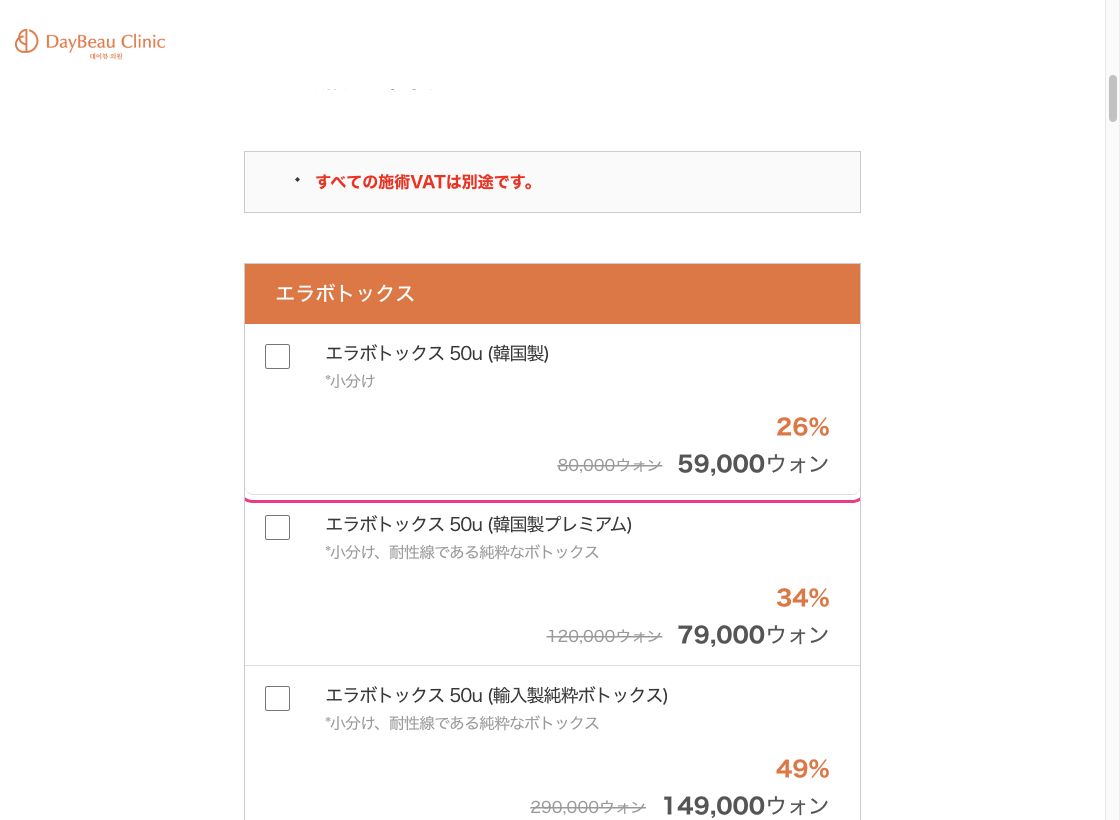 DayBeau Clinic
데이뷰 의원
• すべての施術VATは別途です。
エラボトックス
エラボトックス 50u (韓国製)
*小分け
26%
80,000ウォン 59,000ウォン
エラボトックス 50u (韓国製プレミアム)
*小分け、耐性線である純粋なボトックス
34%
120,000ウォン 79,000ウォン
エラボトックス 50u (輸入製純粋ボトックス)
*小分け、耐性線である純粋なボトックス
49%
290,000ウォン 149,000ウォン